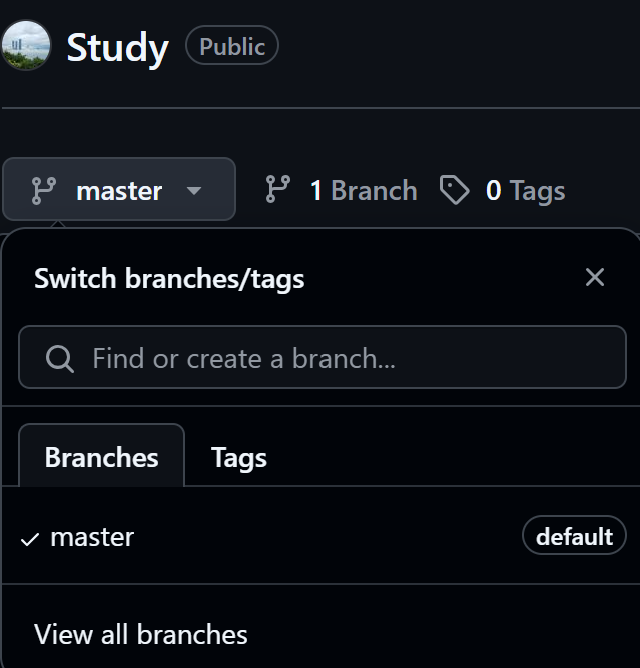 Study Public
master 1 Branch 0 Tags
Switch branches/tags
Find or create a branch...
Branches Tags
master default
View all branches